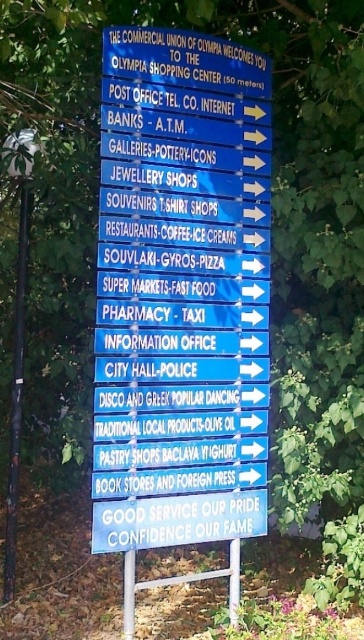 THE COMMERCIAL UNION OF OLYMPIA WELCOMES YOU
TO THE
OLYMPIA SHOPPING CENTER (50 meters)
POST OFFICE TEL. CO. INTERNET
BANKS - A.T.M.
GALLERIES-POTTERY-ICONS
JEWELLERY SHOPS
SOUVENIRS T.SHIRT SHOPS
RESTAURANTS-COFFEE-ICE CREAMS
SOUVLAKI-GYROS-PIZZA
SUPER MARKETS-FAST FOOD
PHARMACY - TAXI
INFORMATION OFFICE
CITY HALL-POLICE
DISCO AND GREEK POPULAR DANCING
TRADITIONAL LOCAL PRODUCTS-OLIVE OIL
PASTRY SHOPS BACLAVA YIGHURT
BOOK STORES AND FOREIGN PRESS
GOOD SERVICE OUP PRIDE
CONFIDENCE OUR FAME